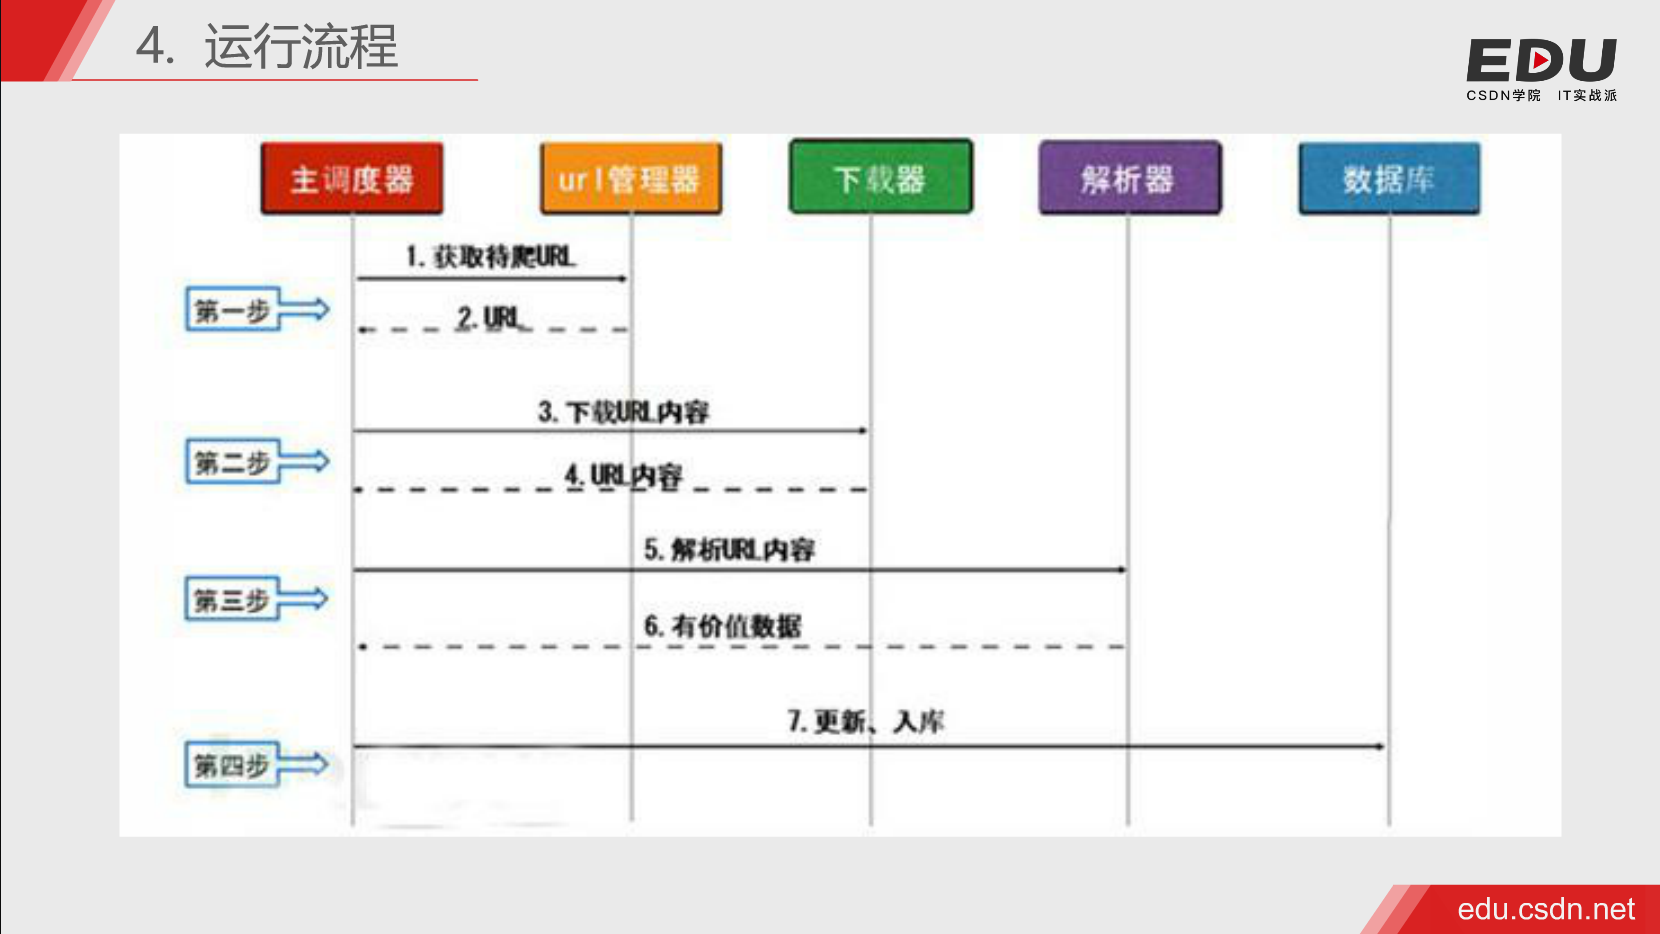 4. 运行流程
EDU
CSDN学院 IT实战派
主调度器
url管理器
下载器
解析器
数据库
1. 获取待爬URL
第一步
2. URL
3. 下载URL内容
第二步
4. URL内容
5. 解析URL内容
第三步
6. 有价值数据
7. 更新、入库
第四步
edu.csdn.net